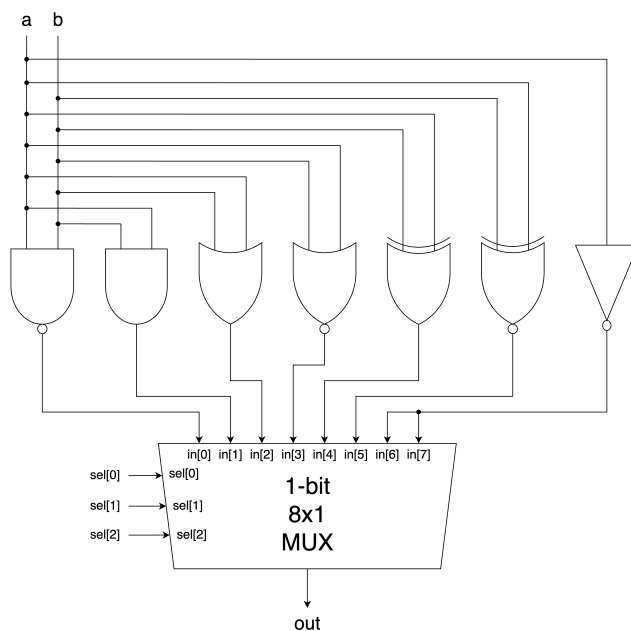 a b
in[0] in[1] in[2] in[3] in[4] in[5] in[6] in[7]
sel[0] sel[0]
sel[1] sel[1]
sel[2] sel[2]
1-bit
8x1
MUX
out